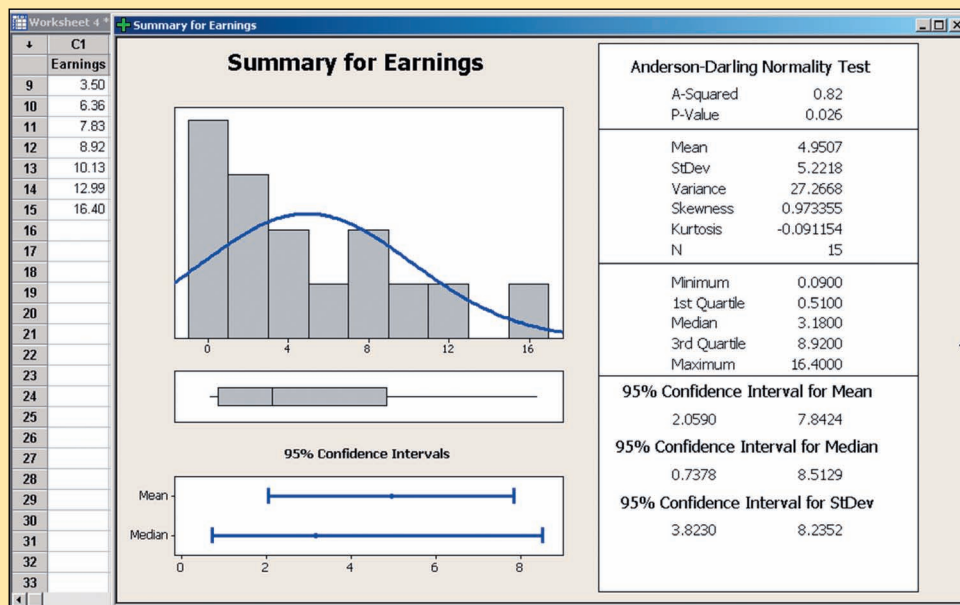 Worksheet 4 *
↓ C1
Earnings
9 3.50
10 6.36
11 7.83
12 8.92
13 10.13
14 12.99
15 16.40
16
17
18
19
20
21
22
23
24
25
26
27
28
29
30
31
32
33
Summary for Earnings
Summary for Earnings
0 4 8 12 16
95% Confidence Intervals
Mean
Median
0 2 4 6 8
Anderson-Darling Normality Test
A-Squared 0.82
P-Value 0.026
Mean 4.9507
StDev 5.2218
Variance 27.2668
Skewness 0.973355
Kurtosis -0.091154
N 15
Minimum 0.0900
1st Quartile 0.5100
Median 3.1800
3rd Quartile 8.9200
Maximum 16.4000
95% Confidence Interval for Mean
2.0590 7.8424
95% Confidence Interval for Median
0.7378 8.5129
95% Confidence Interval for StDev
3.8230 8.2352